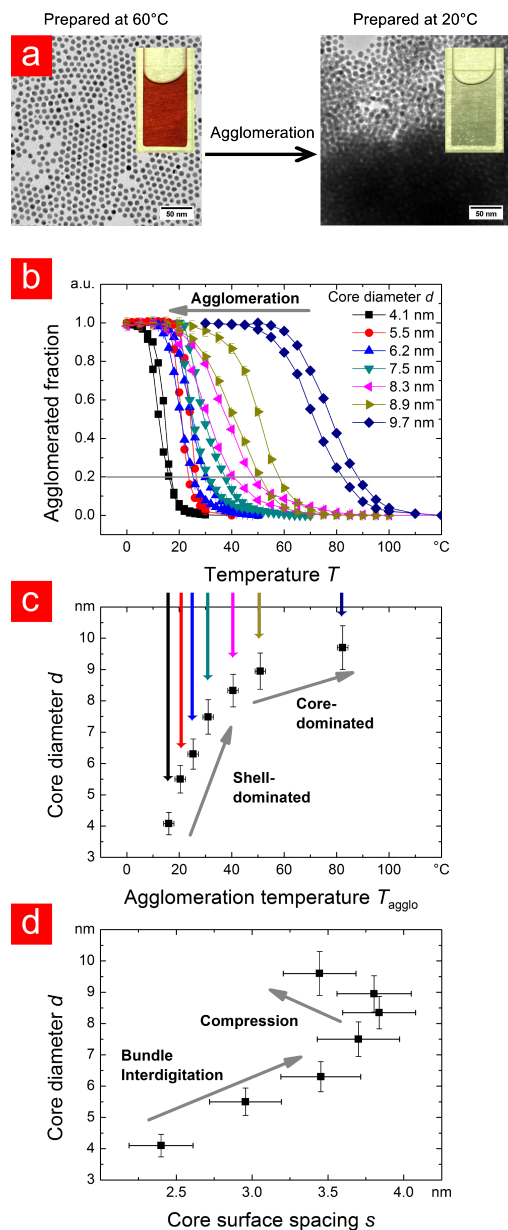 Prepared at 60°C
Prepared at 20°C
a
Agglomeration
50 nm
50 nm
b
a.u.
Agglomeration
Core diameter d
4.1 nm
5.5 nm
6.2 nm
7.5 nm
8.3 nm
8.9 nm
9.7 nm
1.0
0.8
0.6
0.4
0.2
0.0
Agglomerated fraction
0 20 40 60 80 100 °C
Temperature T
c
nm
10
9
8
7
6
5
4
3
Core diameter d
Core-
dominated
Shell-
dominated
0 20 40 60 80 100 °C
Agglomeration temperature Tagglo
d
nm
10
9
8
7
6
5
4
3
Core diameter d
Compression
Bundle
Interdigitation
2.5 3.0 3.5 4.0 nm
Core surface spacing s